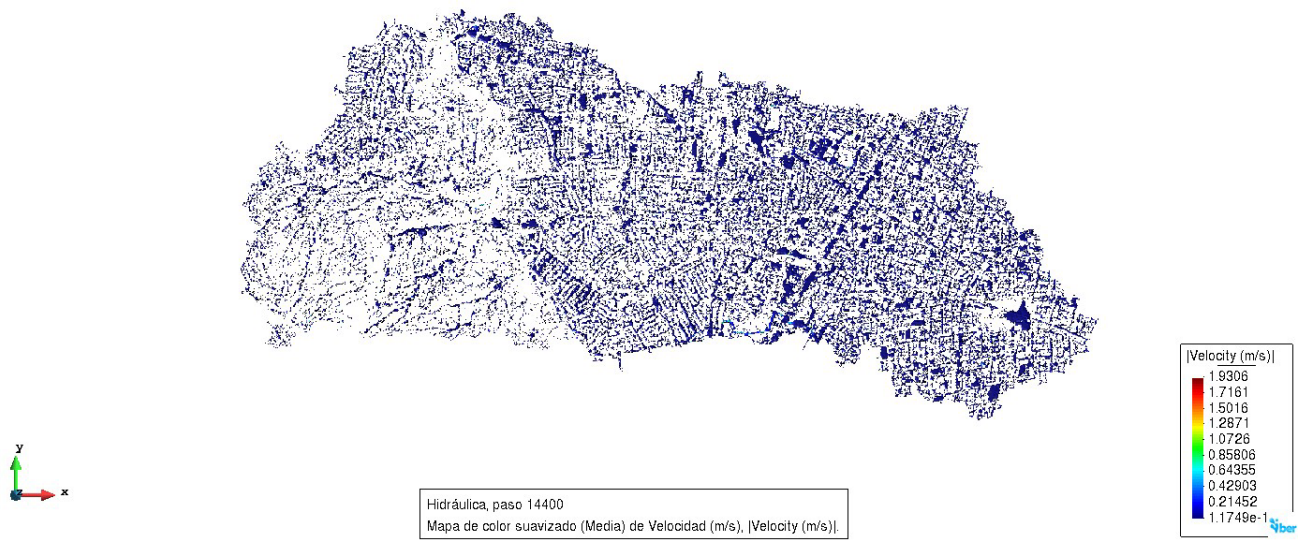 |Velocity (m/s)|
1.9306
1.7161
1.5016
1.2871
1.0726
0.85806
0.64355
0.42903
0.21452
1.1749e-1
iber
y
z
x
Hidráulica, paso 14400
Mapa de color suavizado (Media) de Velocidad (m/s), |Velocity (m/s)|.